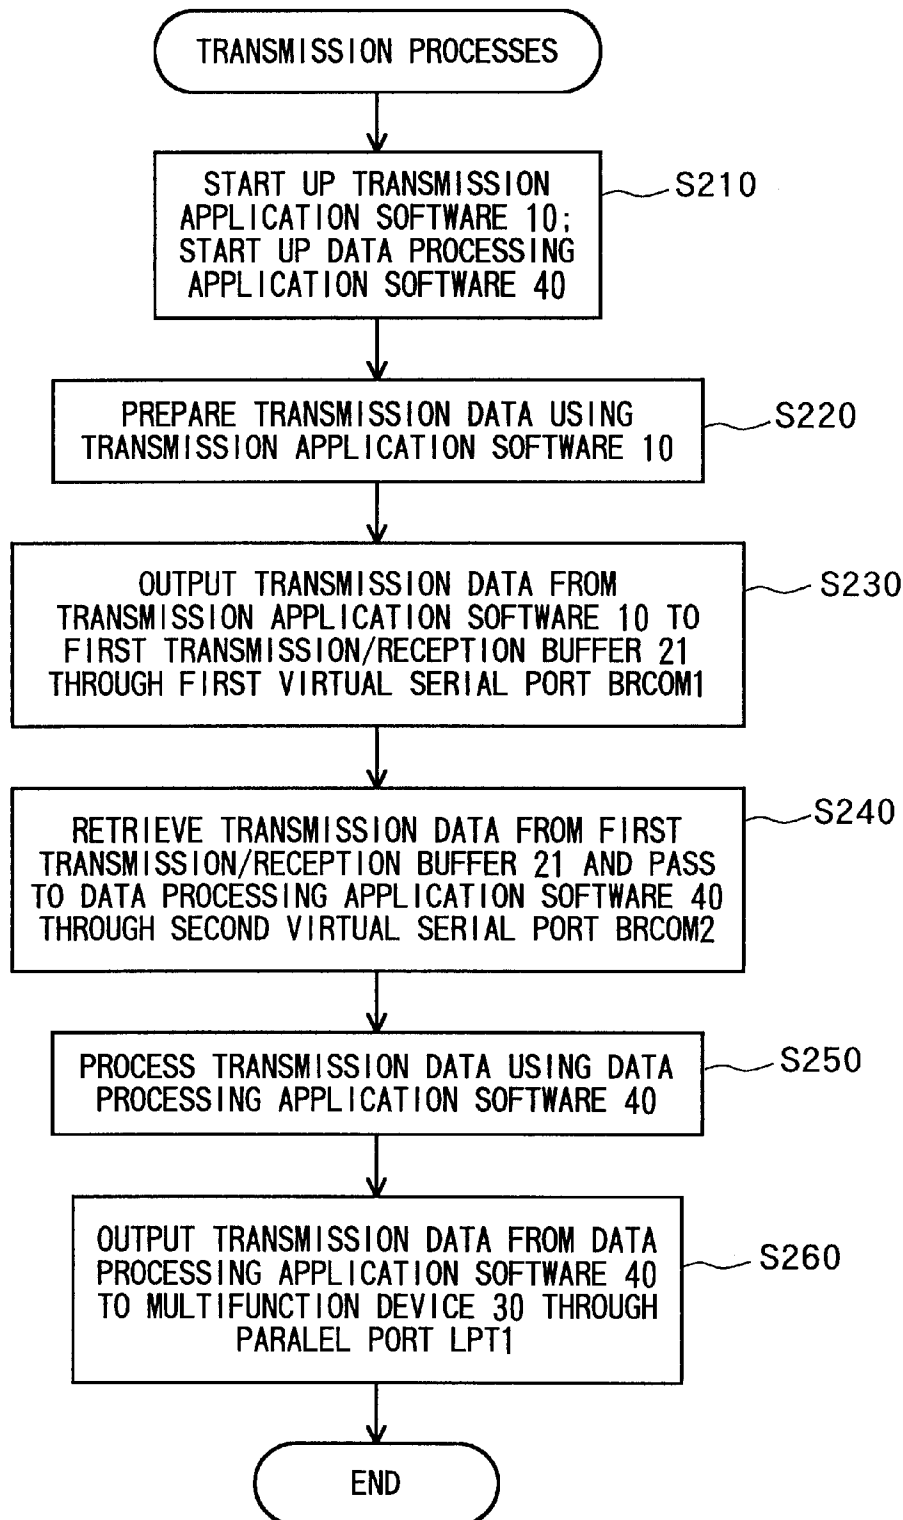 TRANSMISSION PROCESSES
START UP TRANSMISSION
APPLICATION SOFTWARE 10;
START UP DATA PROCESSING
APPLICATION SOFTWARE 40
S210
PREPARE TRANSMISSION DATA USING
TRANSMISSION APPLICATION SOFTWARE 10
S220
OUTPUT TRANSMISSION DATA FROM
TRANSMISSION APPLICATION SOFTWARE 10 TO
FIRST TRANSMISSION/RECEPTION BUFFER 21
THROUGH FIRST VIRTUAL SERIAL PORT BRCOM1
S230
RETRIEVE TRANSMISSION DATA FROM FIRST
TRANSMISSION/RECEPTION BUFFER 21 AND PASS
TO DATA PROCESSING APPLICATION SOFTWARE 40
THROUGH SECOND VIRTUAL SERIAL PORT BRCOM2
S240
PROCESS TRANSMISSION DATA USING DATA
PROCESSING APPLICATION SOFTWARE 40
S250
OUTPUT TRANSMISSION DATA FROM DATA
PROCESSING APPLICATION SOFTWARE 40
TO MULTIFUNCTION DEVICE 30 THROUGH
PARALEL PORT LPT1
S260
END